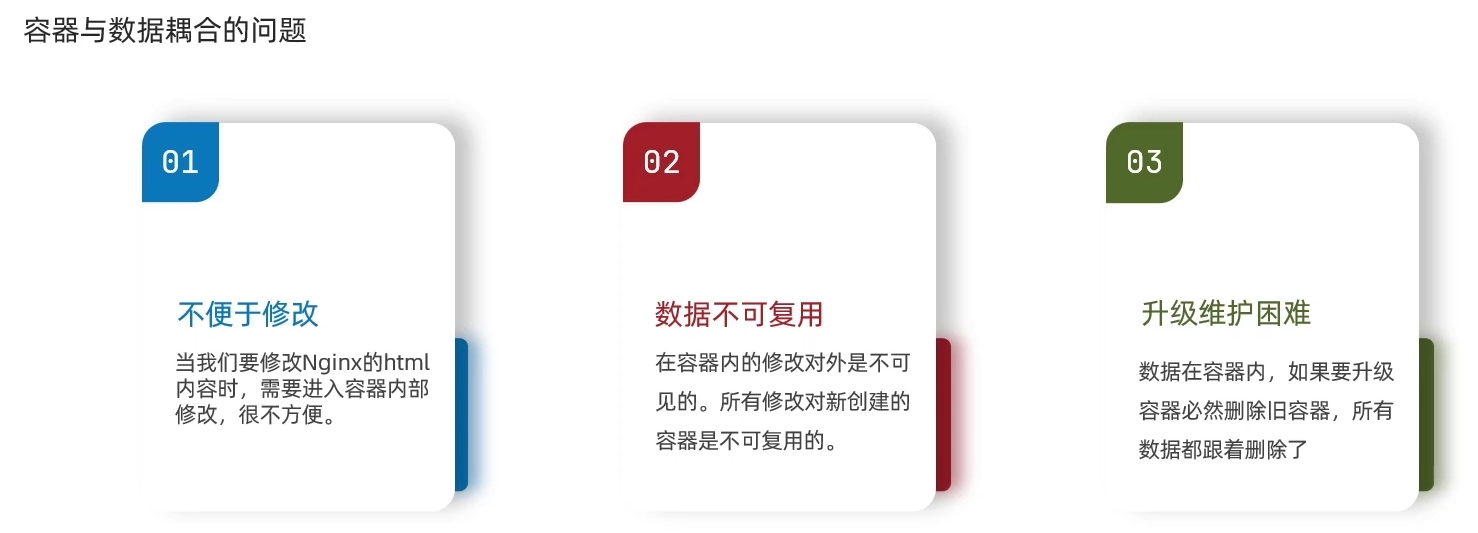 容器与数据耦合的问题
01
不便于修改
当我们要修改Nginx的html
内容时，需要进入容器内部
修改，很不方便。
02
数据不可复用
在容器内的修改对外是不可
见的。所有修改对新创建的
容器是不可复用的。
03
升级维护困难
数据在容器内，如果要升级
容器必然删除旧容器，所有
数据都跟着删除了